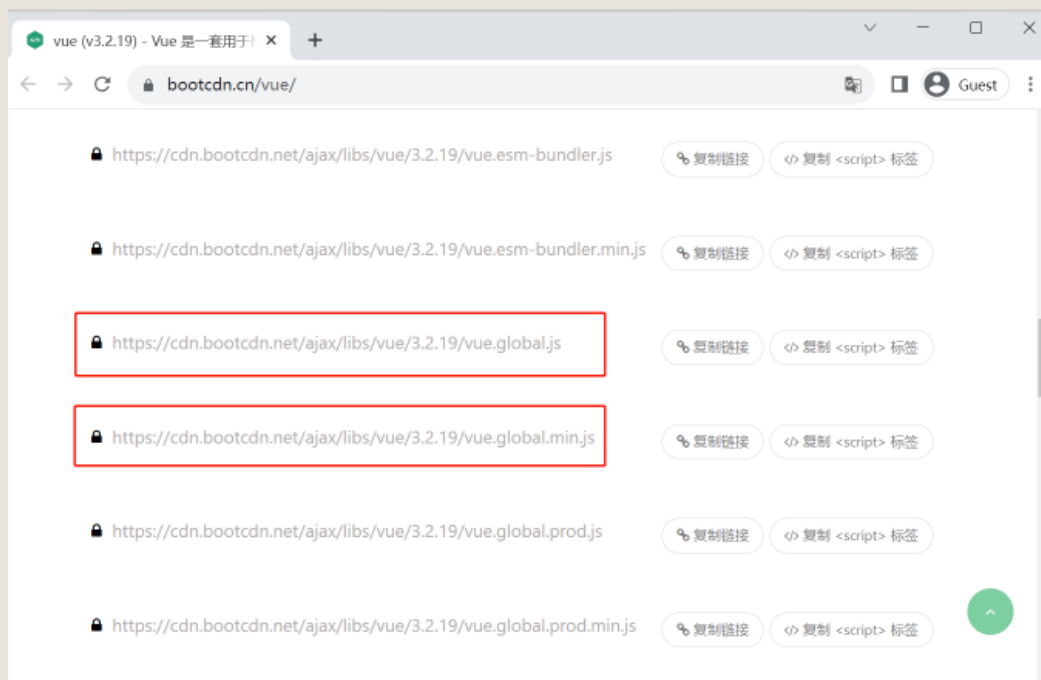 vue (v3.2.19) - Vue 是一套用于
bootcdn.cn/vue/
Guest
https://cdn.bootcdn.net/ajax/libs/vue/3.2.19/vue.esm-bundler.js 复制链接 </> 复制 <script> 标签
https://cdn.bootcdn.net/ajax/libs/vue/3.2.19/vue.esm-bundler.min.js 复制链接 </> 复制 <script> 标签
https://cdn.bootcdn.net/ajax/libs/vue/3.2.19/vue.global.js 复制链接 </> 复制 <script> 标签
https://cdn.bootcdn.net/ajax/libs/vue/3.2.19/vue.global.min.js 复制链接 </> 复制 <script> 标签
https://cdn.bootcdn.net/ajax/libs/vue/3.2.19/vue.global.prod.js 复制链接 </> 复制 <script> 标签
https://cdn.bootcdn.net/ajax/libs/vue/3.2.19/vue.global.prod.min.js 复制链接 </> 复制 <script> 标签